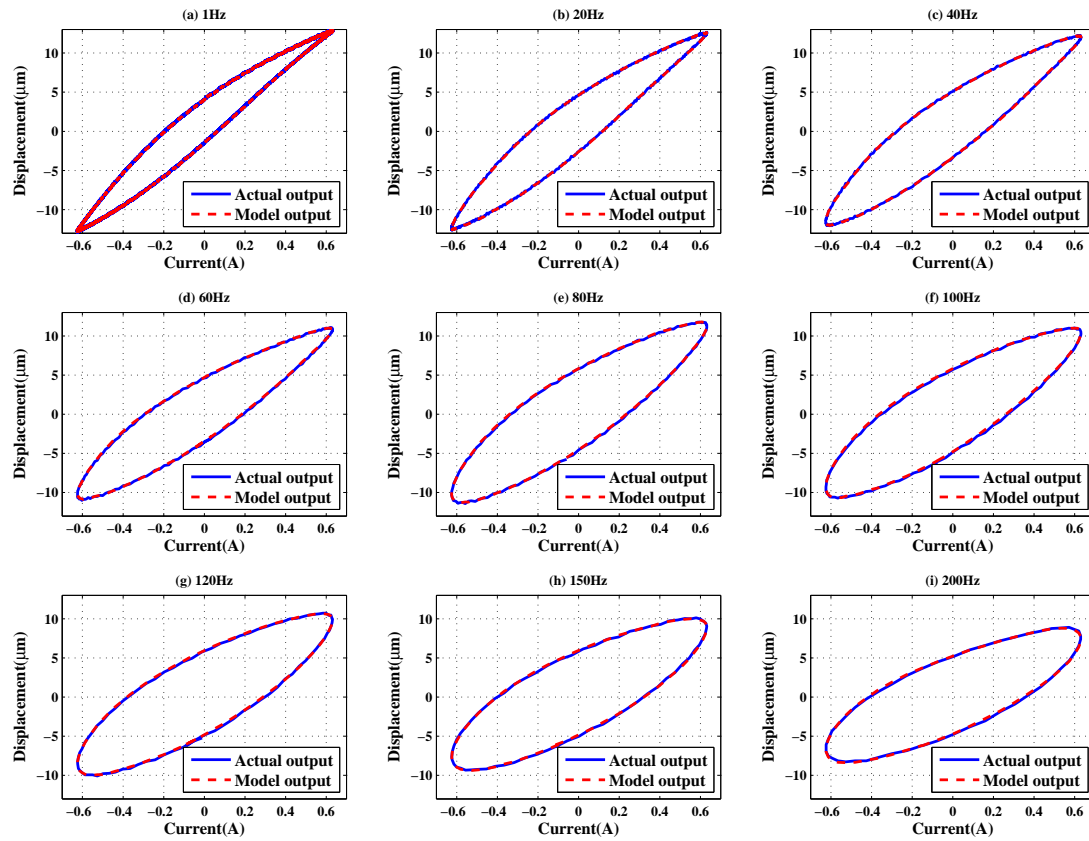 (a) 1Hz
10
5
0
−5
−10
Displacement(μm)
−0.6 −0.4 −0.2 0 0.2 0.4 0.6
Current(A)
Actual output
Model output
(b) 20Hz
10
5
0
−5
−10
Displacement(μm)
−0.6 −0.4 −0.2 0 0.2 0.4 0.6
Current(A)
Actual output
Model output
(c) 40Hz
10
5
0
−5
−10
Displacement(μm)
−0.6 −0.4 −0.2 0 0.2 0.4 0.6
Current(A)
Actual output
Model output
(d) 60Hz
10
5
0
−5
−10
Displacement(μm)
−0.6 −0.4 −0.2 0 0.2 0.4 0.6
Current(A)
Actual output
Model output
(e) 80Hz
10
5
0
−5
−10
Displacement(μm)
−0.6 −0.4 −0.2 0 0.2 0.4 0.6
Current(A)
Actual output
Model output
(f) 100Hz
10
5
0
−5
−10
Displacement(μm)
−0.6 −0.4 −0.2 0 0.2 0.4 0.6
Current(A)
Actual output
Model output
(g) 120Hz
10
5
0
−5
−10
Displacement(μm)
−0.6 −0.4 −0.2 0 0.2 0.4 0.6
Current(A)
Actual output
Model output
(h) 150Hz
10
5
0
−5
−10
Displacement(μm)
−0.6 −0.4 −0.2 0 0.2 0.4 0.6
Current(A)
Actual output
Model output
(i) 200Hz
10
5
0
−5
−10
Displacement(μm)
−0.6 −0.4 −0.2 0 0.2 0.4 0.6
Current(A)
Actual output
Model output